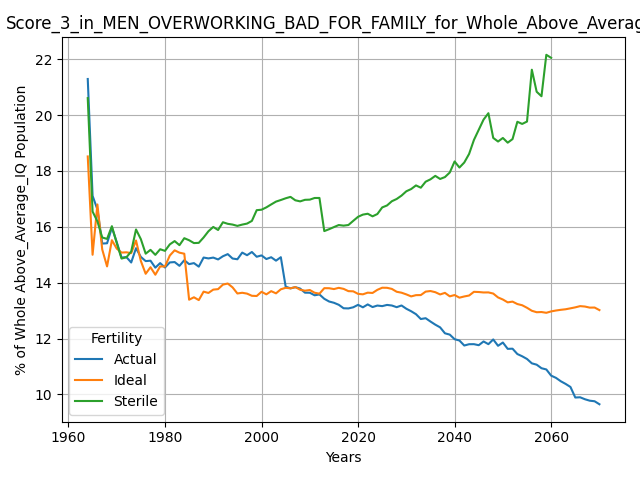 Score_3_in_MEN_OVERWORKING_BAD_FOR_FAMILY_for_Whole_Above_Averag
% of Whole Above_Average_IQ Population
22
20
18
16
14
12
10
Fertility
Actual
Ideal
Sterile
1960 1980 2000 2020 2040 2060
Years